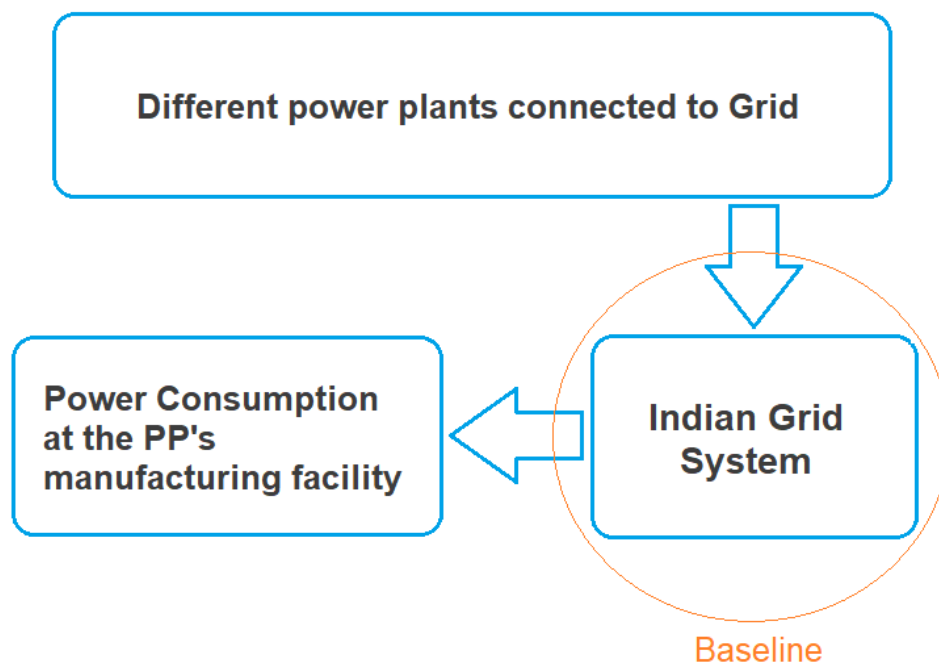 Different power plants connected to Grid
Power Consumption
at the PP's
manufacturing facility
Indian Grid
System
Baseline